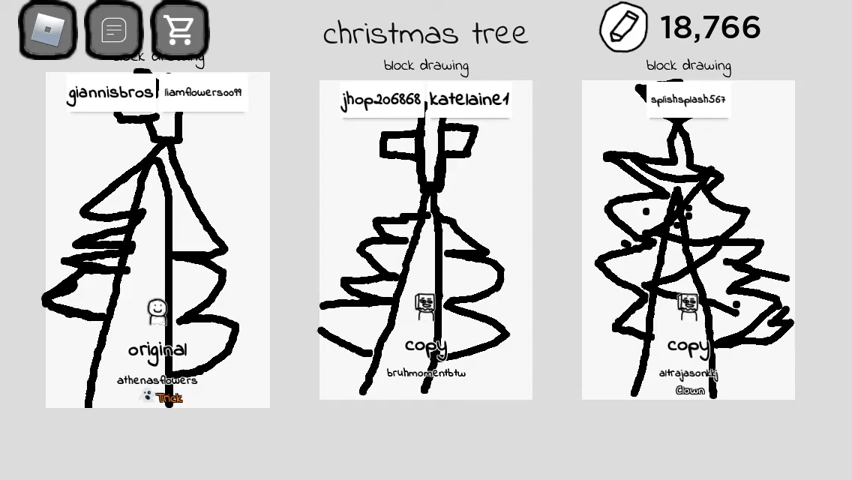 christmas tree
18,766
block drawing
giannisbros
liamflowersoo99
original
athenasflowers
Trick
block drawing
jhop206868
katelaine1
copy
bruhmomentbtw
block drawing
splishsplash567
copy
Clown